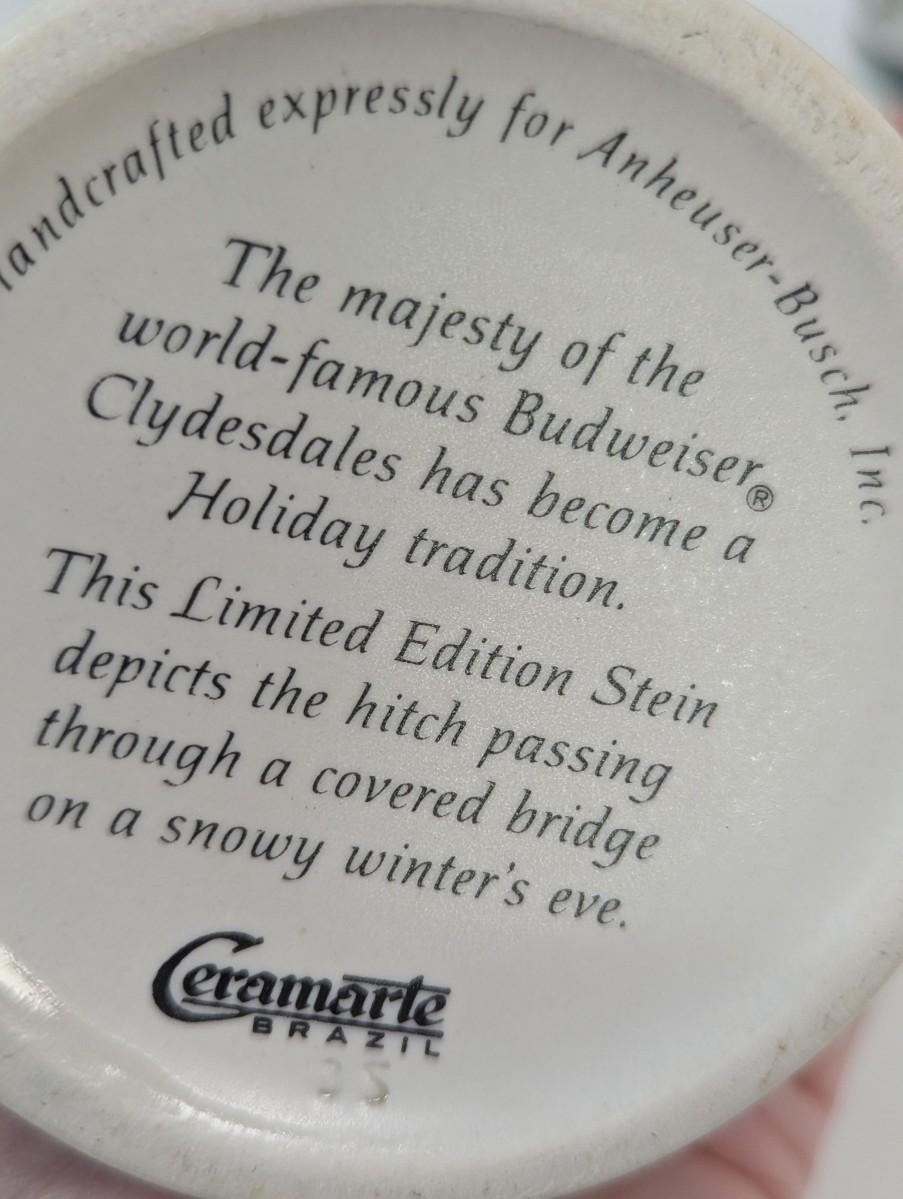 Handcrafted expressly for Anheuser-Busch, Inc.
The majesty of the
world-famous Budweiser®
Clydesdales has become a
Holiday tradition.
This Limited Edition Stein
depicts the hitch passing
through a covered bridge
on a snowy winter's eve.
Ceramarte
BRAZIL